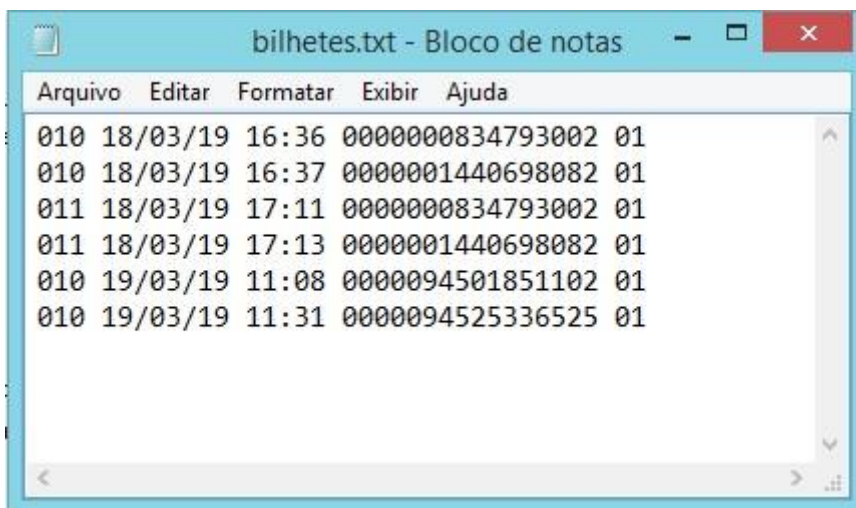 bilhetes.txt - Bloco de notas
Arquivo Editar Formatar Exibir Ajuda
010 18/03/19 16:36 0000000834793002 01
010 18/03/19 16:37 0000001440698082 01
011 18/03/19 17:11 0000000834793002 01
011 18/03/19 17:13 0000001440698082 01
010 19/03/19 11:08 0000094501851102 01
010 19/03/19 11:31 0000094525336525 01